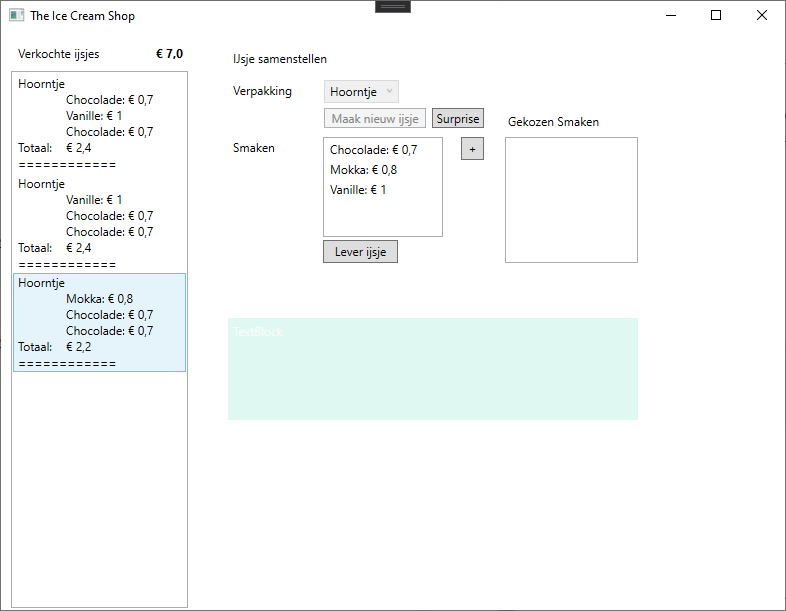 The Ice Cream Shop
Verkochte ijsjes € 7,0
Hoorntje
Chocolade: € 0,7
Vanille: € 1
Chocolade: € 0,7
Totaal: € 2,4
============
Hoorntje
Vanille: € 1
Chocolade: € 0,7
Chocolade: € 0,7
Totaal: € 2,4
============
Hoorntje
Mokka: € 0,8
Chocolade: € 0,7
Chocolade: € 0,7
Totaal: € 2,2
============
IJsje samenstellen
Verpakking Hoorntje
Maak nieuw ijsje Surprise
Gekozen Smaken
Smaken
Chocolade: € 0,7
Mokka: € 0,8
Vanille: € 1
+
Lever ijsje
TextBlock